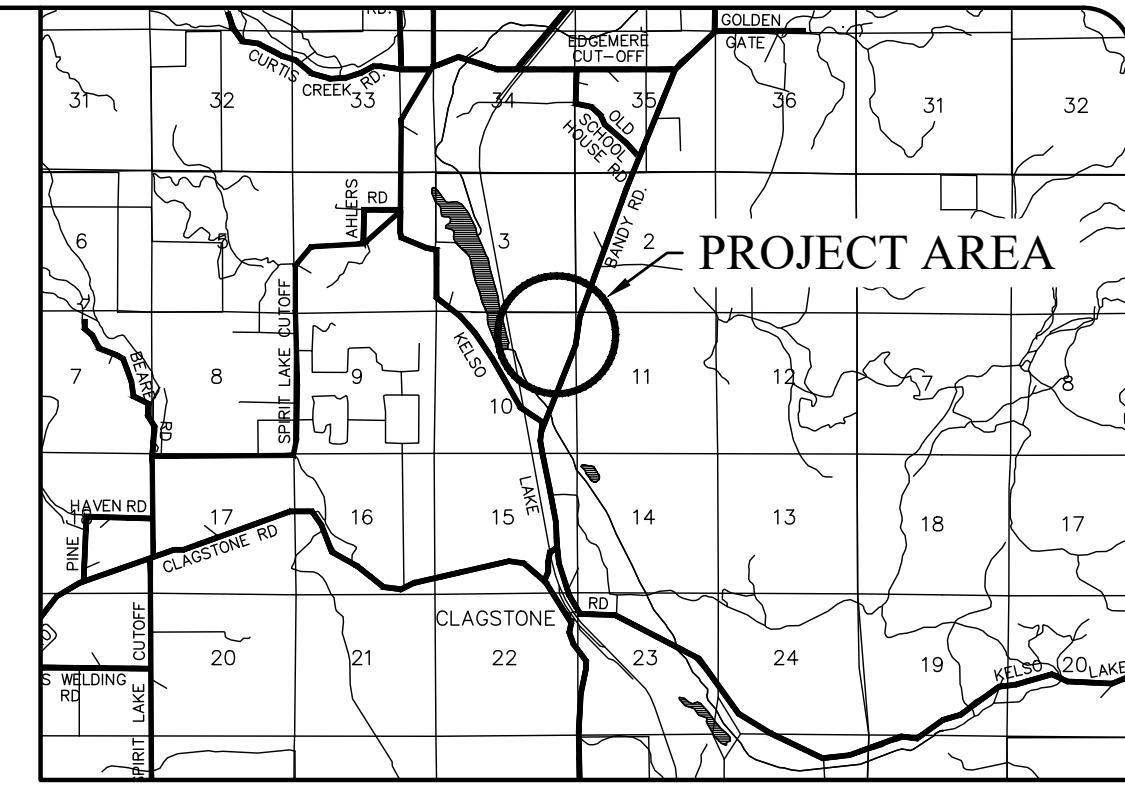 RD.
GOLDEN
GATE
EDGEMERE
CUT-OFF
CURTIS
CREEK RD.
31
32
33
34
35
36
31
32
OLD
SCHOOL
HOUSE RD
AHLERS
RD
BANDY RD.
6
5
3
2
PROJECT AREA
SPIRIT LAKE CUTOFF
KELSO
BEARE
RD
7
8
9
10
11
12
7
8
LAKE
HAVEN RD
PINE
18
17
16
15
14
13
18
17
CLAGSTONE RD
RD
CLAGSTONE
CUTOFF
20
21
22
23
24
19
20
KELSO
LAKE
S WELDING
RD
SPIRIT LAKE